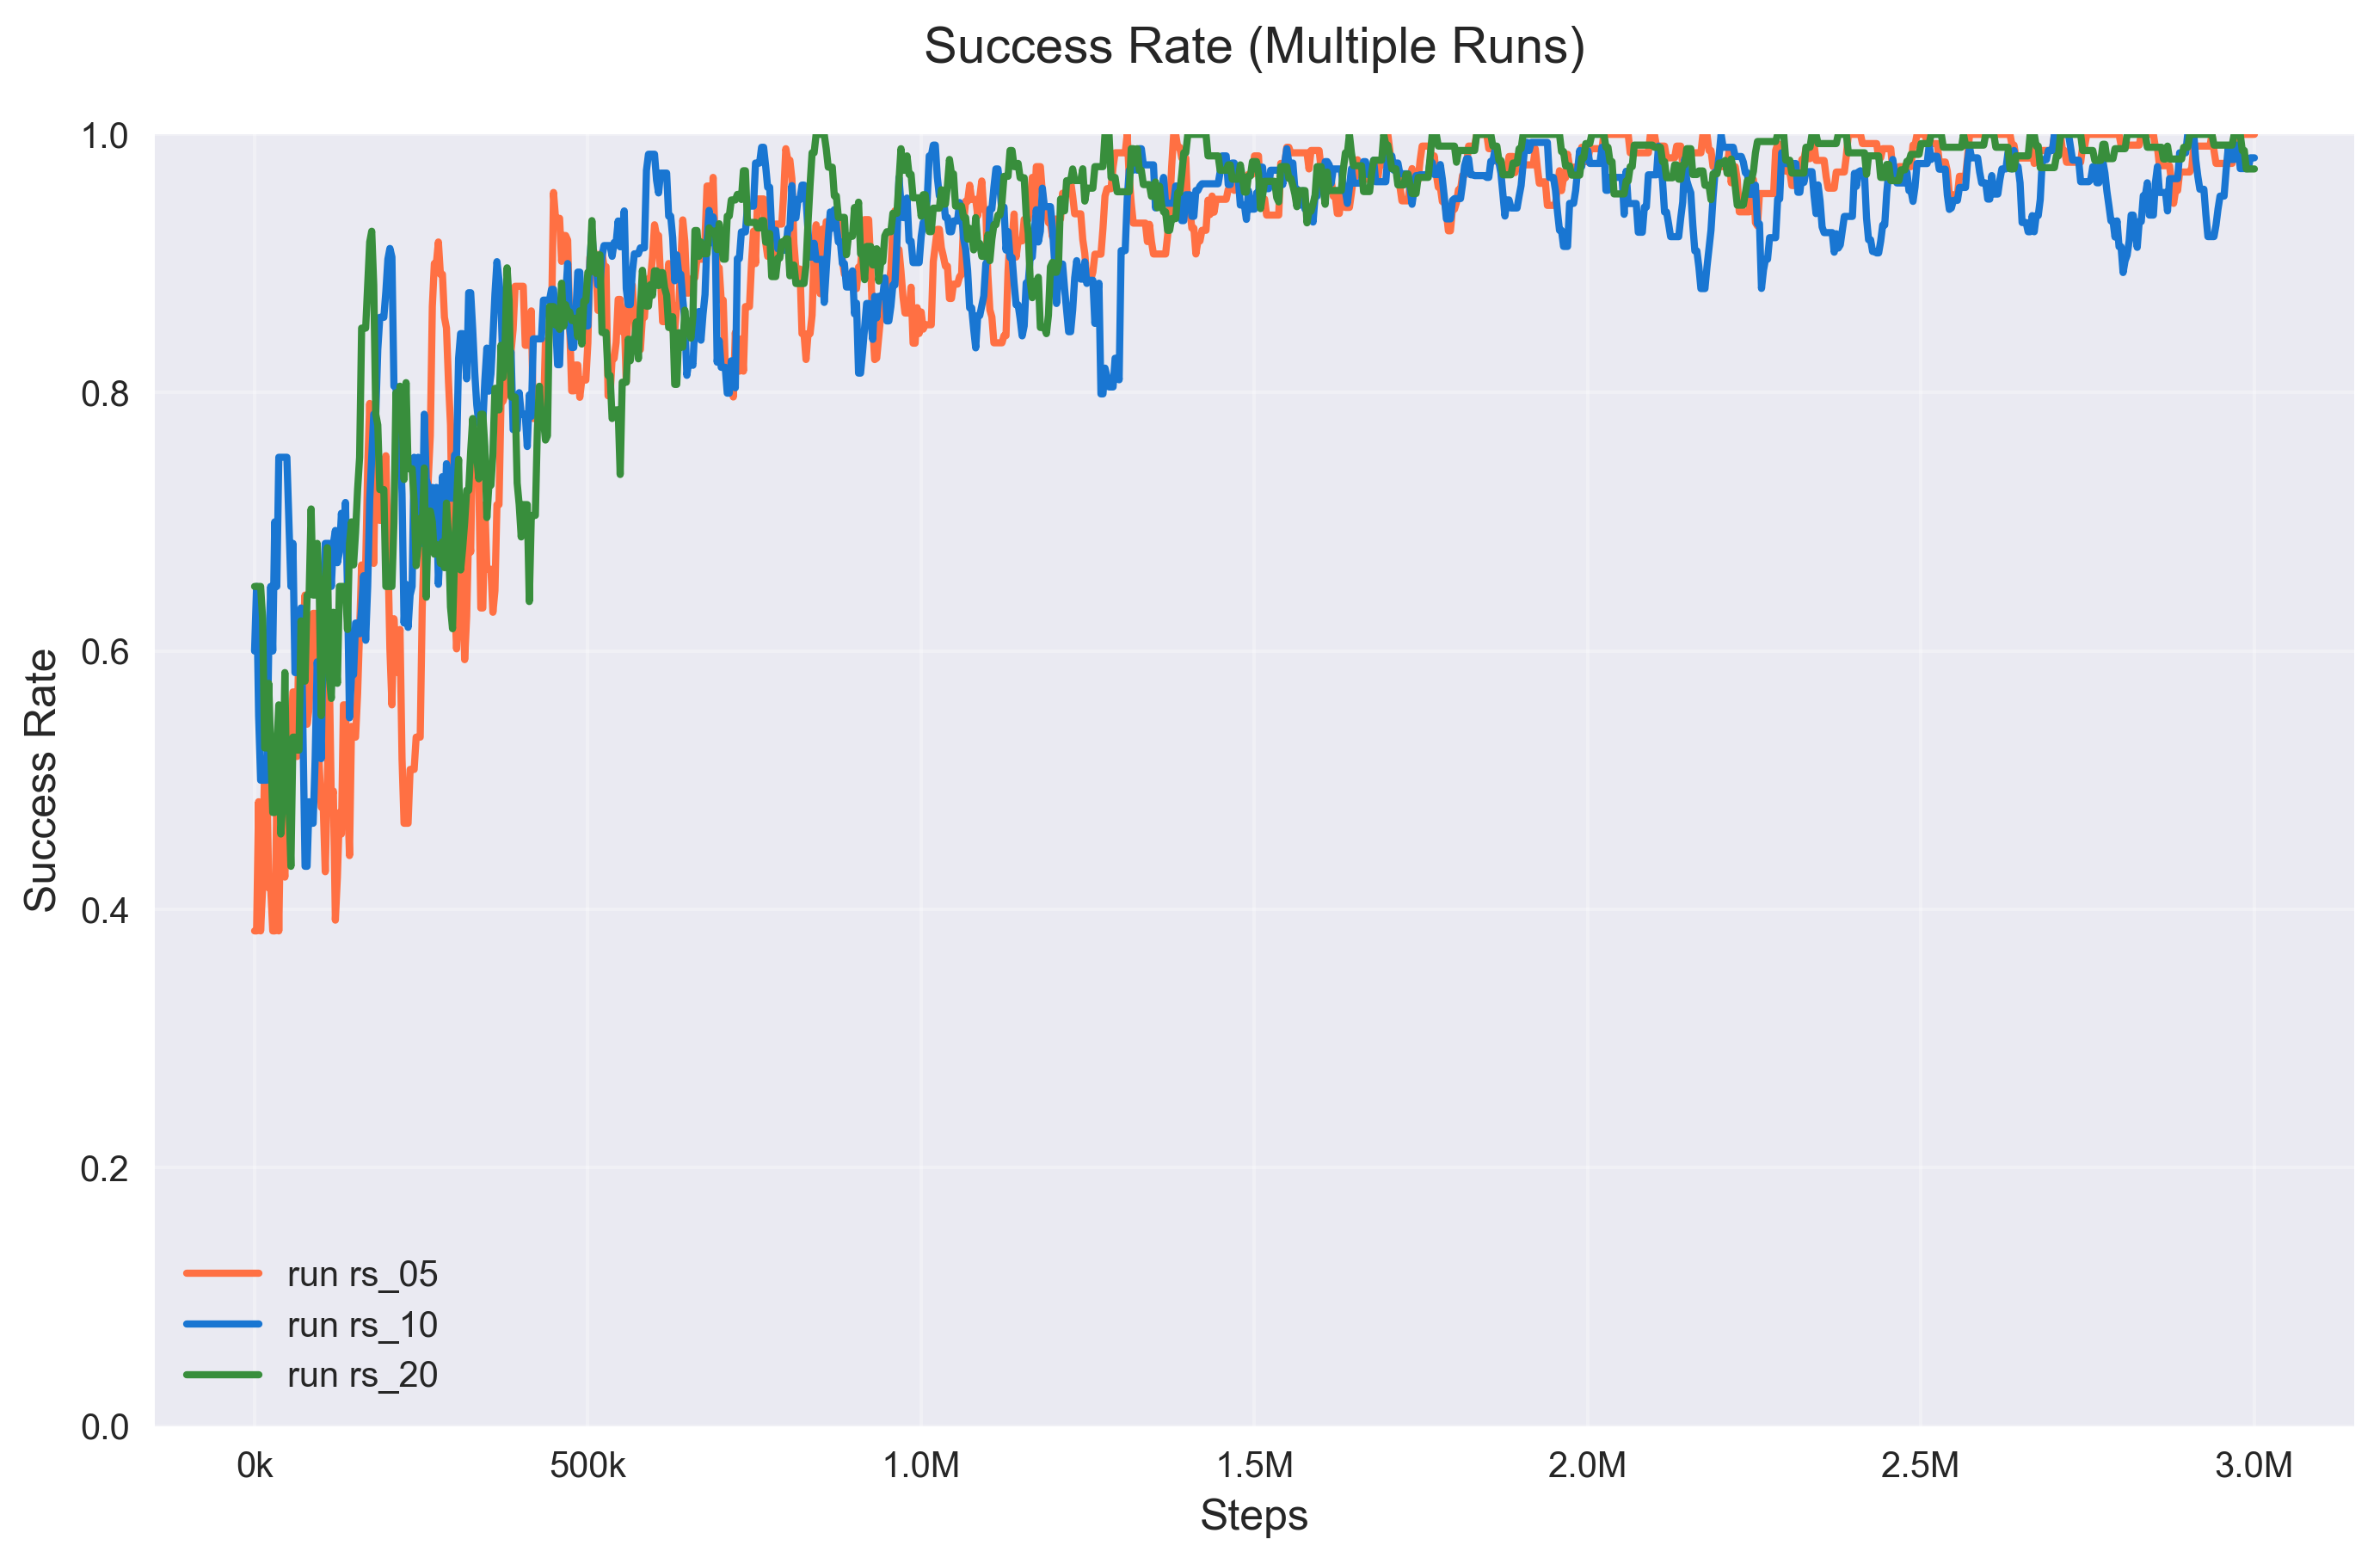 Success Rate (Multiple Runs)
1.0
0.8
0.6
0.4
0.2
0.0
Success Rate
run rs_05
run rs_10
run rs_20
0k 500k 1.0M 1.5M 2.0M 2.5M 3.0M
Steps